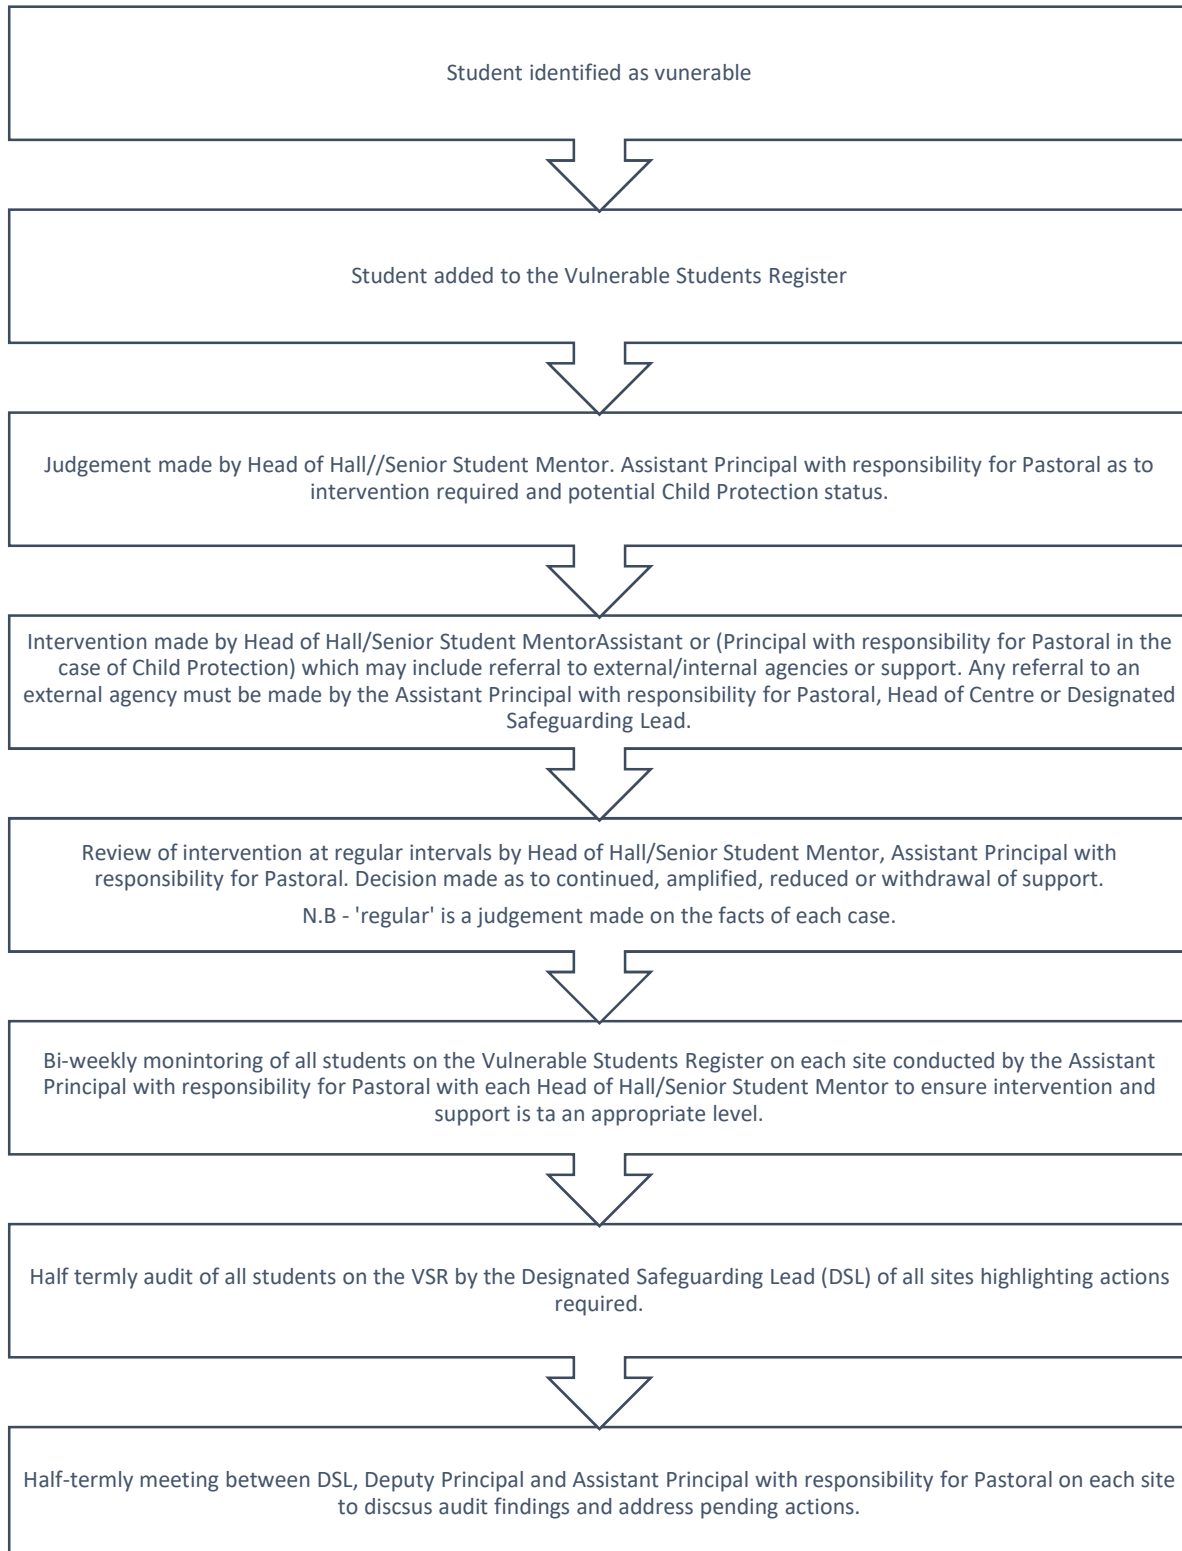 Student identified as vunerable
Student added to the Vulnerable Students Register
Judgement made by Head of Hall//Senior Student Mentor. Assistant Principal with responsibility for Pastoral as to
intervention required and potential Child Protection status.
Intervention made by Head of Hall/Senior Student MentorAssistant or (Principal with responsibility for Pastoral in the
case of Child Protection) which may include referral to external/internal agencies or support. Any referral to an
external agency must be made by the Assistant Principal with responsibility for Pastoral, Head of Centre or Designated
Safeguarding Lead.
Review of intervention at regular intervals by Head of Hall/Senior Student Mentor, Assistant Principal with
responsibility for Pastoral. Decision made as to continued, amplified, reduced or withdrawal of support.
N.B - 'regular' is a judgement made on the facts of each case.
Bi-weekly monintoring of all students on the Vulnerable Students Register on each site conducted by the Assistant
Principal with responsibility for Pastoral with each Head of Hall/Senior Student Mentor to ensure intervention and
support is ta an appropriate level.
Half termly audit of all students on the VSR by the Designated Safeguarding Lead (DSL) of all sites highlighting actions
required.
Half-termly meeting between DSL, Deputy Principal and Assistant Principal with responsibility for Pastoral on each site
to discsus audit findings and address pending actions.